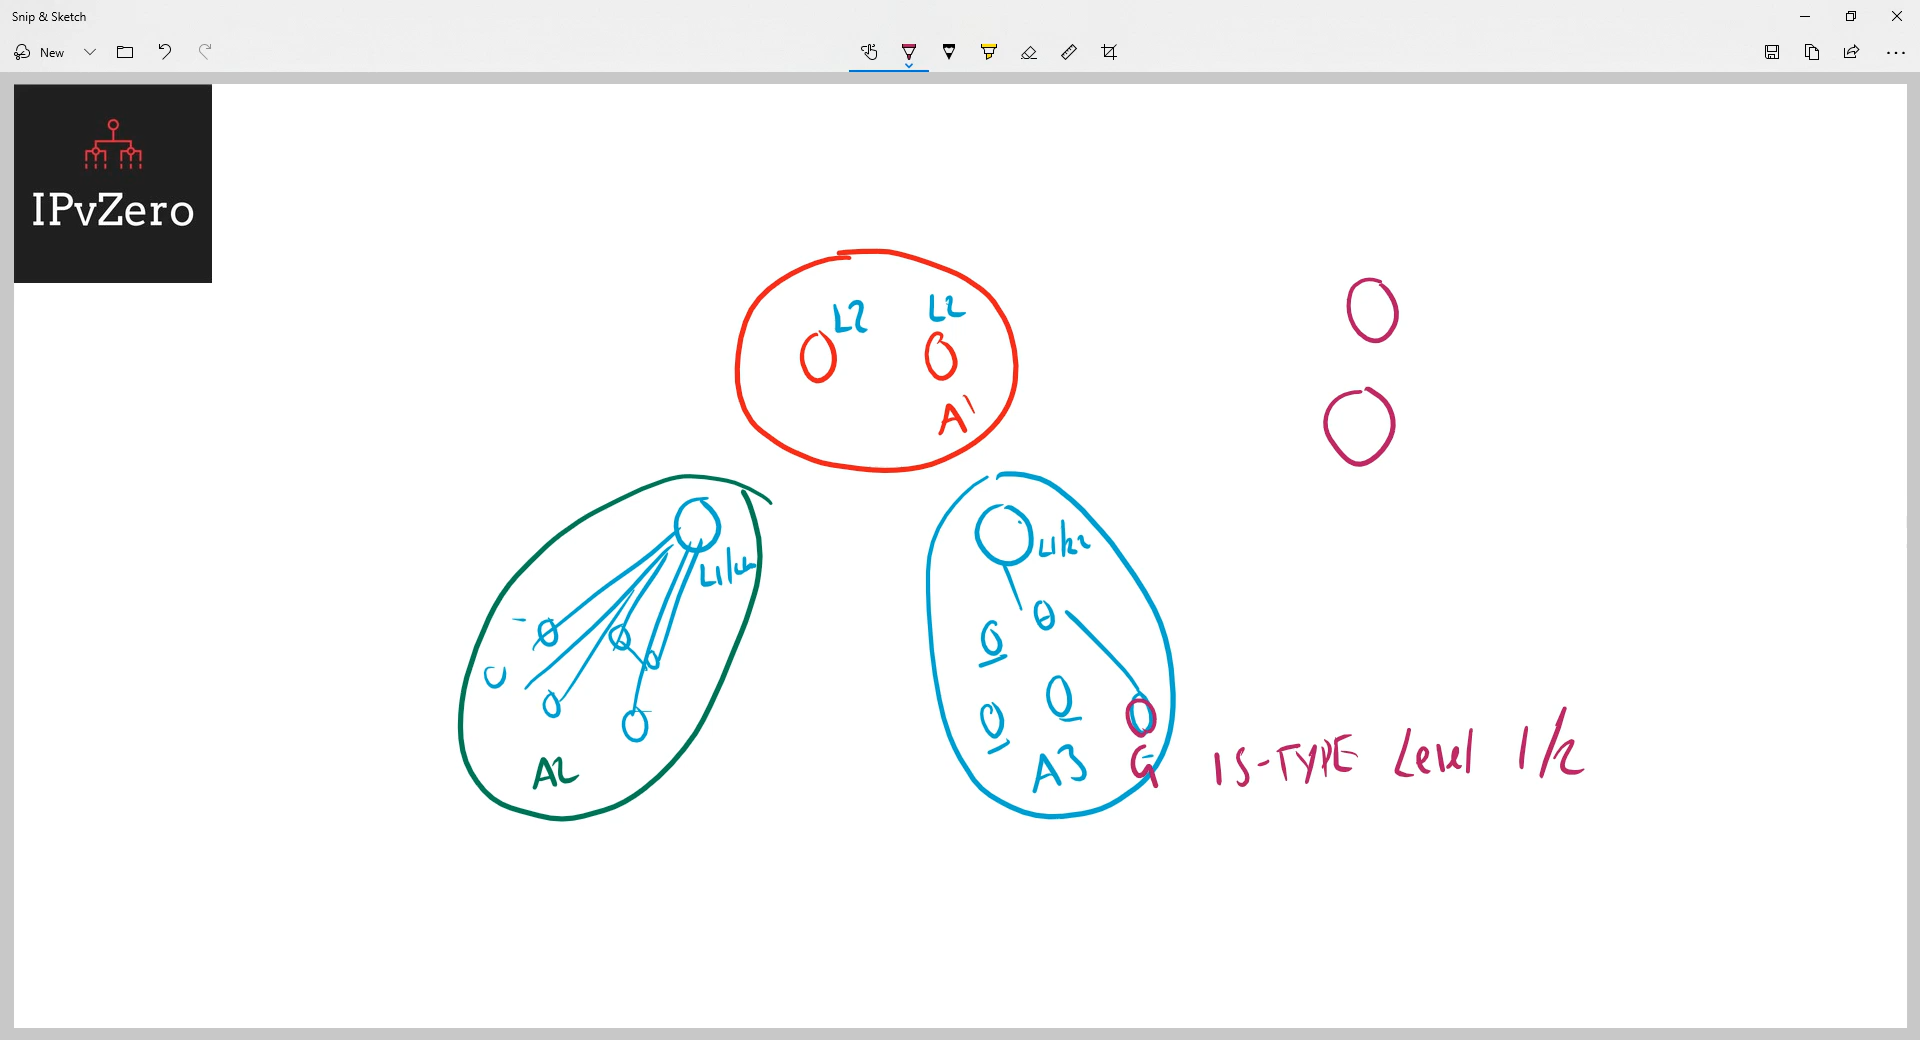 Snip & Sketch
New
IPvZero
L2 L2
A1
L1/L2
L1/L2
A2
A3
G IS-TYPE Level 1/2